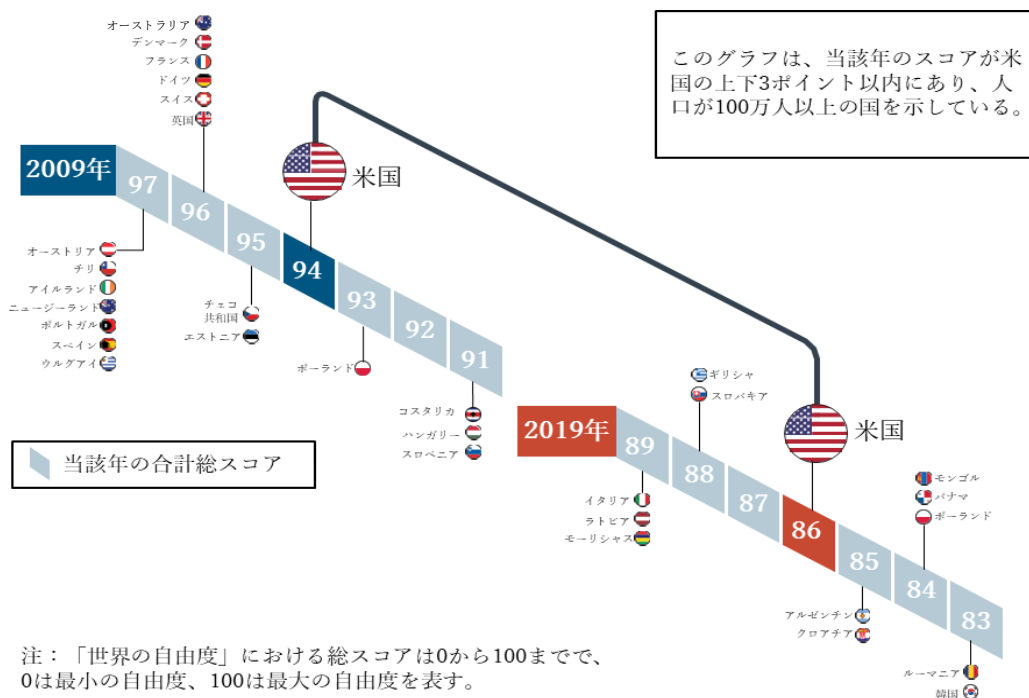 オーストラリア
デンマーク
フランス
ドイツ
スイス
英国
このグラフは、当該年のスコアが米
国の上下3ポイント以内にあり、人
口が100万人以上の国を示している。
2009年
97
96
95
94
93
92
91
米国
オーストリア
チリ
アイルランド
ニュージーランド
ポルトガル
スペイン
ウルグアイ
チェコ
共和国
エストニア
ポーランド
コスタリカ
ハンガリー
スロベニア
当該年の合計総スコア
2019年
89
88
87
86
85
84
83
ギリシャ
スロバキア
米国
イタリア
ラトビア
モーリシャス
モンゴル
パナマ
ポーランド
アルゼンチン
クロアチア
ルーマニア
韓国
注：「世界の自由度」における総スコアは0から100までで、
0は最小の自由度、100は最大の自由度を表す。